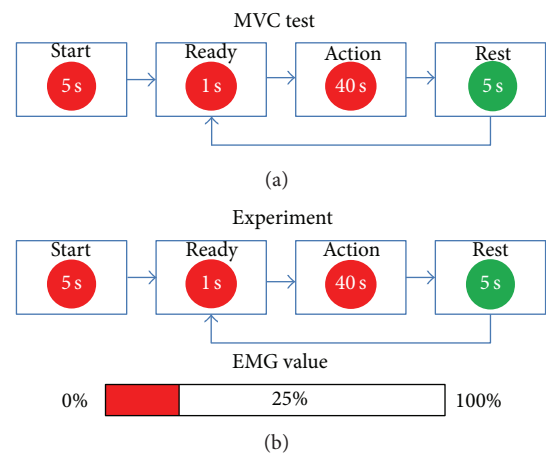 MVC test
Start Ready Action Rest
5 s 1 s 40 s 5 s
(a)
Experiment
Start Ready Action Rest
5 s 1 s 40 s 5 s
EMG value
0% 25% 100%
(b)